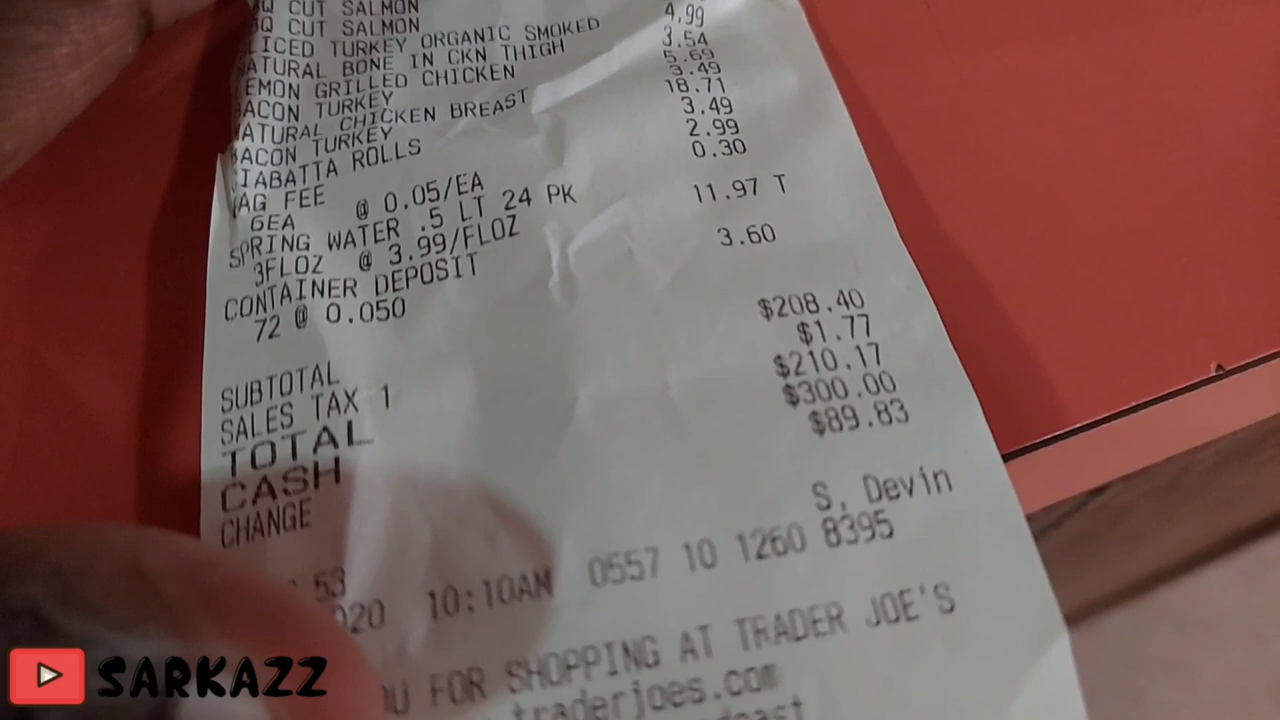 Q CUT SALMON
Q CUT SALMON 4.99
LICED TURKEY ORGANIC SMOKED 3.54
ATURAL BONE IN CKN THIGH 5.69
EMON GRILLED CHICKEN 3.49
ACON TURKEY 18.71
ATURAL CHICKEN BREAST 3.49
ACON TURKEY 2.99
IABATTA ROLLS 0.30
AG FEE
6EA @ 0.05/EA 11.97 T
SPRING WATER .5 LT 24 PK
3FLOZ @ 3.99/FLOZ 3.60
CONTAINER DEPOSIT
72 @ 0.050
$208.40
$1.77
SUBTOTAL $210.17
SALES TAX 1 $300.00
TOTAL $89.83
CASH
CHANGE S, Devin
53
020 10:10AM 0557 10 1260 8395
U FOR SHOPPING AT TRADER JOE'S
traderjoes.com
SARKAZZ